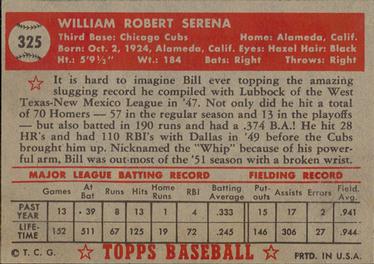 325
WILLIAM ROBERT SERENA
Third Base: Chicago Cubs Home: Alameda, Calif.
Born: Oct. 2, 1924, Alameda, Calif. Eyes: Hazel Hair: Black
Ht.: 5'9½" Wt.: 184 Bats: Right Throws: Right
It is hard to imagine Bill ever topping the amazing
slugging record he compiled with Lubbock of the West
Texas-New Mexico League in '47. Not only did he hit a total
of 70 Homers — 57 in the regular season and 13 in the playoffs
— but also batted in 190 runs and had a .374 B.A.! He hit 28
HR's and had 110 RBI's with Dallas in '49 before the Cubs
brought him up. Nicknamed the "Whip" because of his power-
ful arm, Bill was out most of the '51 season with a broken wrist.
MAJOR LEAGUE BATTING RECORD FIELDING RECORD
Games At Bat Runs Hits Home Runs RBI Batting Average Put-outs Assists Errors Field. Avg.
PAST YEAR 13 39 8 13 1 4 .333 15 17 2 .941
LIFE-TIME 152 511 67 125 19 72 .245 146 306 27 .944
© T. C. G. TOPPS BASEBALL PRTD. IN U.S.A.